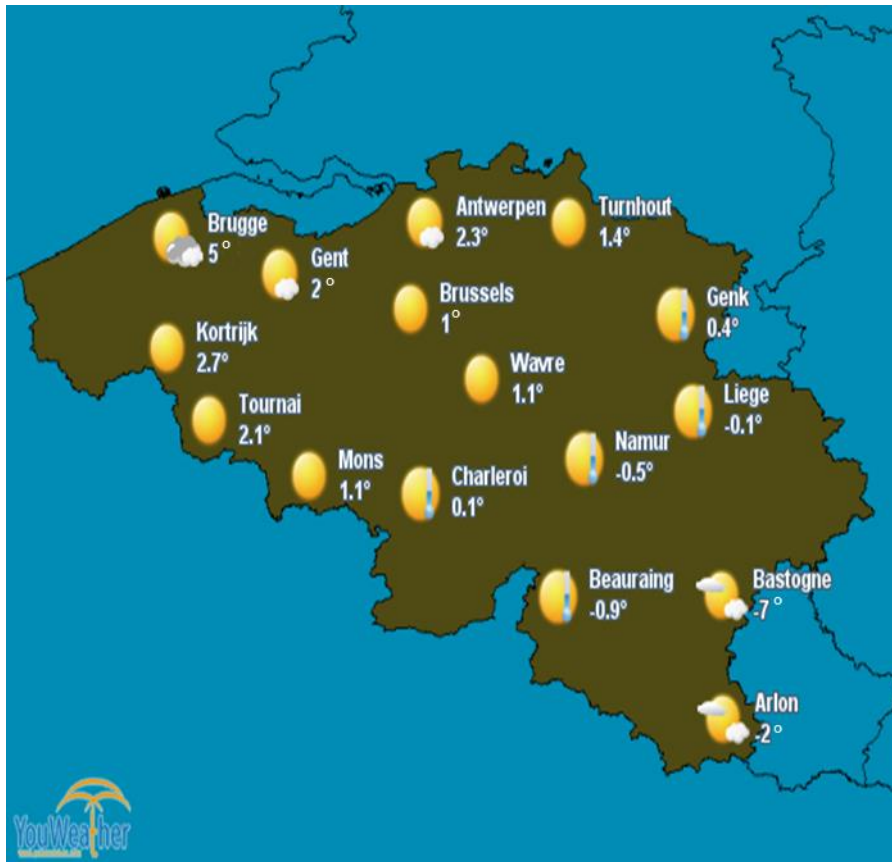 Brugge
5°
Gent
2°
Antwerpen
2.3°
Turnhout
1.4°
Brussels
1°
Genk
0.4°
Kortrijk
2.7°
Wavre
1.1°
Liege
-0.1°
Tournai
2.1°
Namur
-0.5°
Mons
1.1°
Charleroi
0.1°
Beauraing
-0.9°
Bastogne
-7°
Arlon
-2°
YouWeather